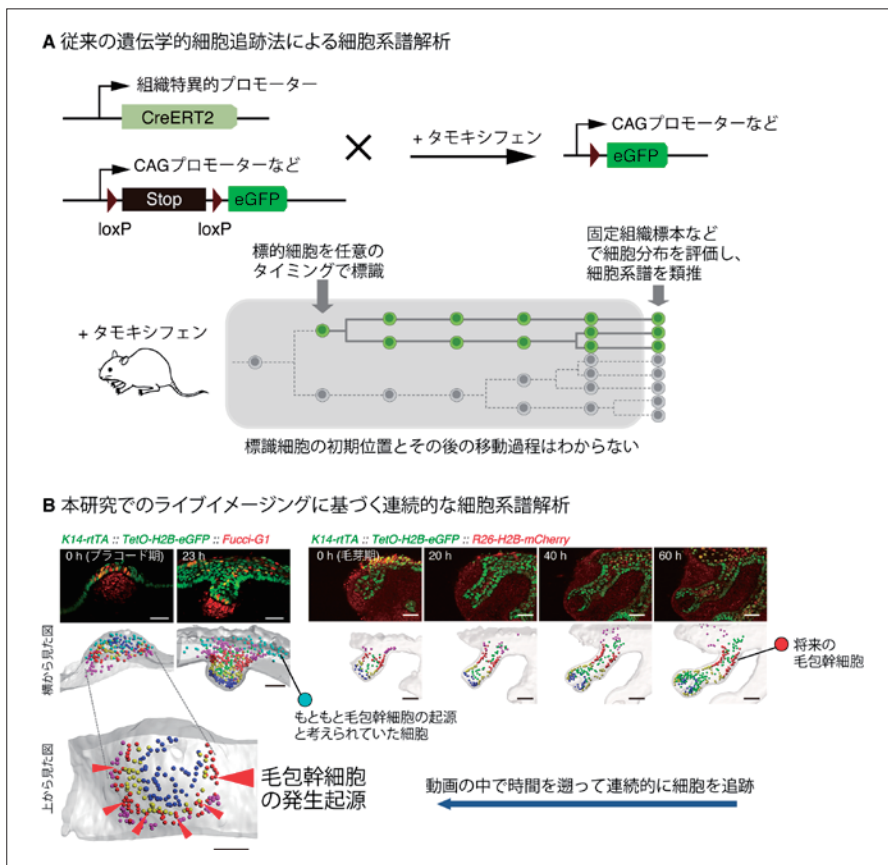 A 従来の遺伝学的細胞追跡法による細胞系譜解析
組織特異的プロモーター
CreERT2
CAGプロモーターなど
Stop
eGFP
loxP
loxP
+ タモキシフェン
CAGプロモーターなど
eGFP
標的細胞を任意の
タイミングで標識
固定組織標本など
で細胞分布を評価し、
細胞系譜を類推
+ タモキシフェン
標識細胞の初期位置とその後の移動過程はわからない
B 本研究でのライブイメージングに基づく連続的な細胞系譜解析
K14-rtTA :: TetO-H2B-eGFP :: Fucci-G1
0 h (プラコード期)
23 h
K14-rtTA :: TetO-H2B-eGFP :: R26-H2B-mCherry
0 h (毛芽期)
20 h
40 h
60 h
横から見た図
将来の
毛包幹細胞
もともと毛包幹細胞の起源
と考えられていた細胞
上から見た図
毛包幹細胞
の発生起源
動画の中で時間を遡って連続的に細胞を追跡